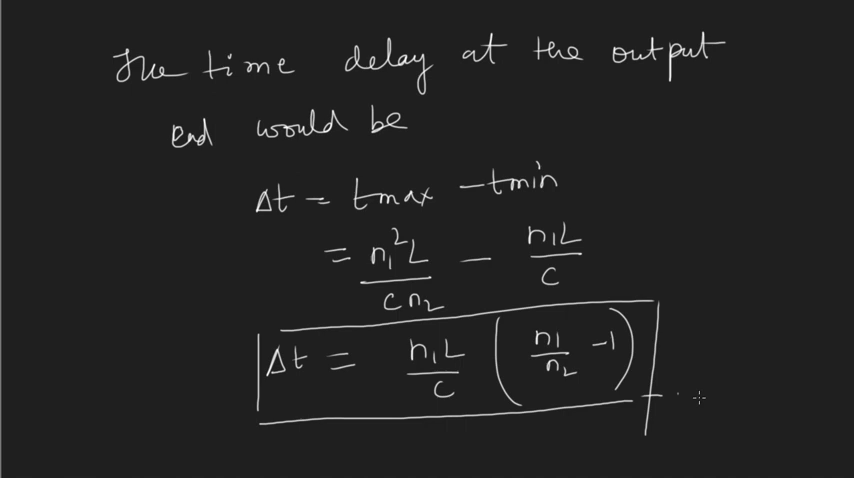 The time delay at the output
end would be
Δt = tmax - tmin
= n₁²L / cn₂ - n₁L / c
Δt = n₁L / c (n₁ / n₂ - 1)